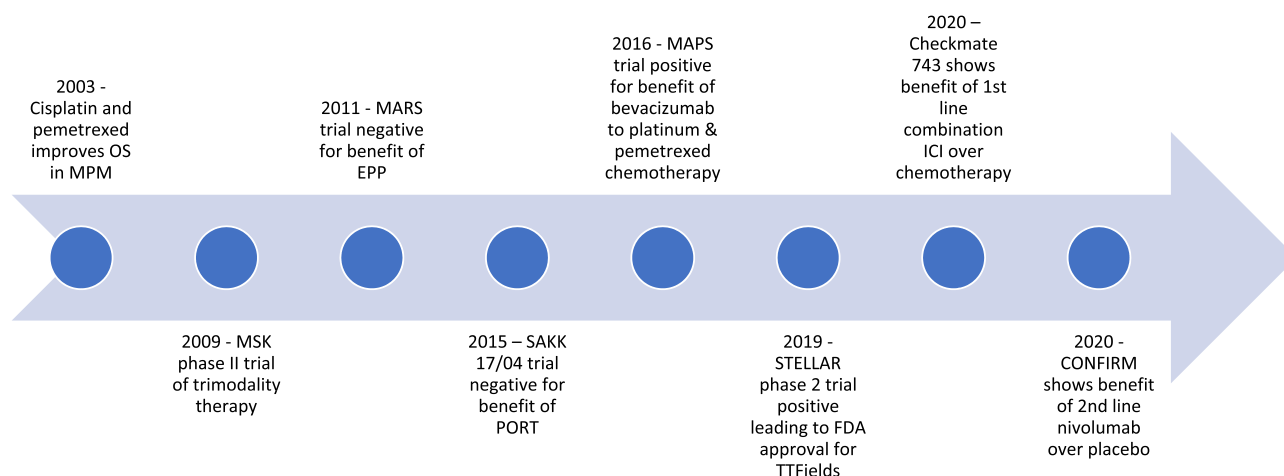 2003 -
Cisplatin and
pemetrexed
improves OS
in MPM
2009 - MSK
phase II trial
of trimodality
therapy
2011 - MARS
trial negative
for benefit of
EPP
2015 – SAKK
17/04 trial
negative for
benefit of
PORT
2016 - MAPS
trial positive
for benefit of
bevacizumab
to platinum &
pemetrexed
chemotherapy
2019 -
STELLAR
phase 2 trial
positive
leading to FDA
approval for
TTFields
2020 –
Checkmate
743 shows
benefit of 1st
line
combination
ICI over
chemotherapy
2020 -
CONFIRM
shows benefit
of 2nd line
nivolumab
over placebo